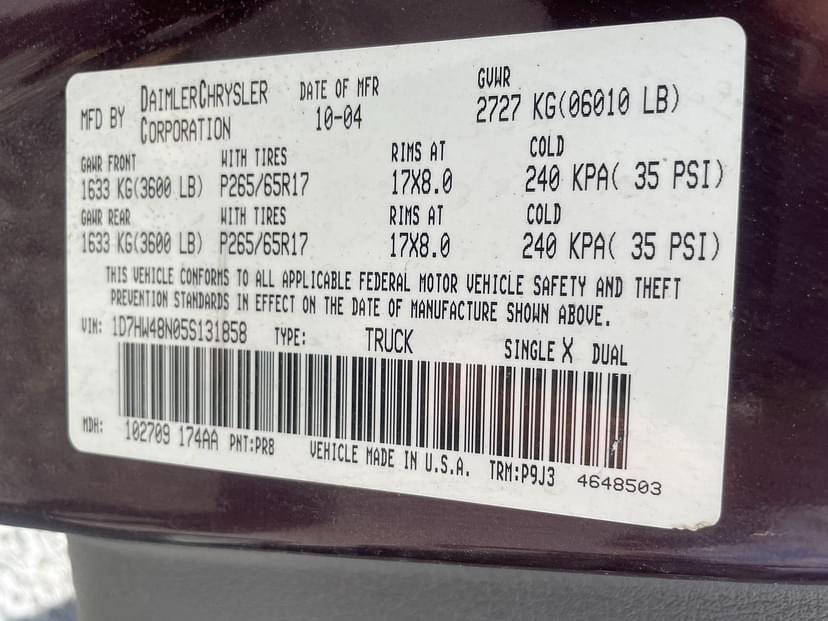 MFD BY DAIMLERCHRYSLER CORPORATION DATE OF MFR 10-04 GVWR 2727 KG(06010 LB)
GAWR FRONT WITH TIRES RIMS AT COLD
1633 KG(3600 LB) P265/65R17 17X8.0 240 KPA( 35 PSI)
GAWR REAR WITH TIRES RIMS AT COLD
1633 KG(3600 LB) P265/65R17 17X8.0 240 KPA( 35 PSI)
THIS VEHICLE CONFORMS TO ALL APPLICABLE FEDERAL MOTOR VEHICLE SAFETY AND THEFT
PREVENTION STANDARDS IN EFFECT ON THE DATE OF MANUFACTURE SHOWN ABOVE.
VIN: 1D7HW48N05S131858 TYPE: TRUCK SINGLE X DUAL
MDH: 102709 174AA PNT:PR8 VEHICLE MADE IN U.S.A. TRM:P9J3 4648503